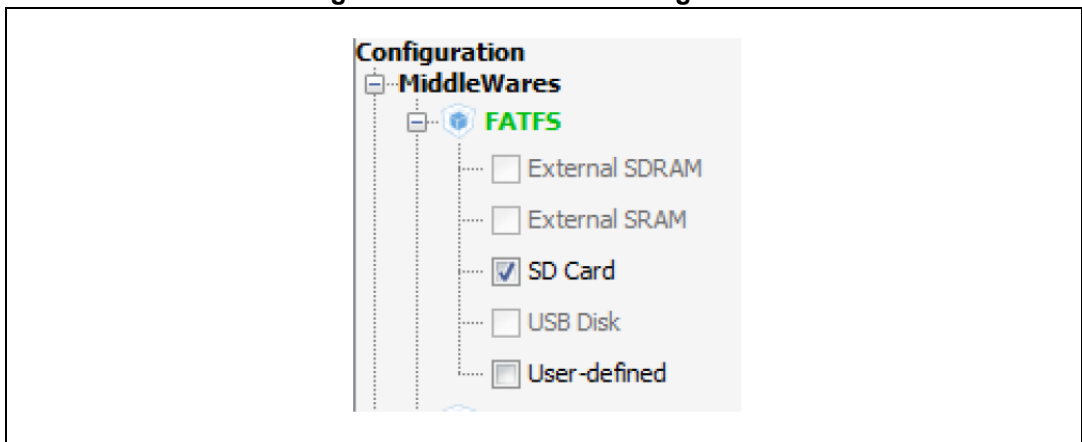 Configuration
MiddleWares
FATFS
External SDRAM
External SRAM
SD Card
USB Disk
User-defined